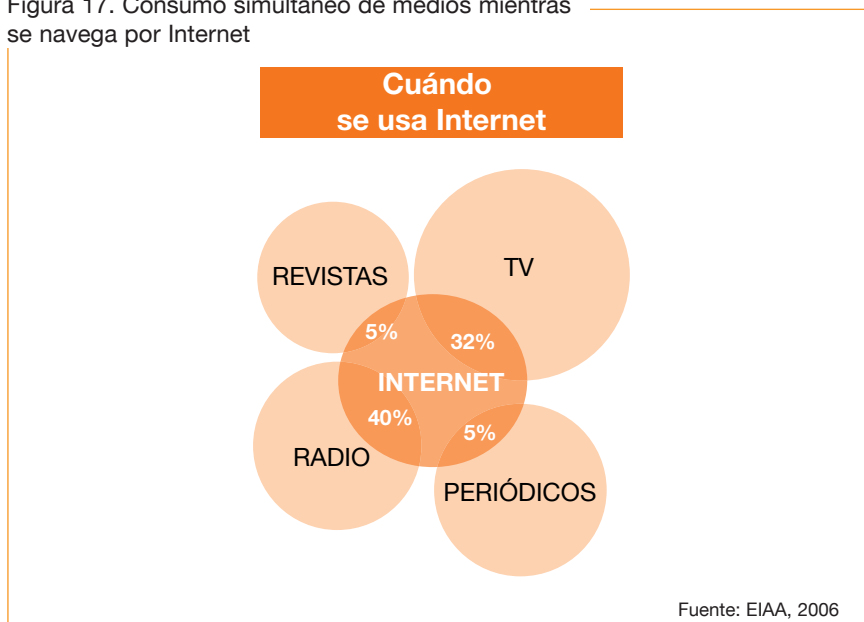 Figura 17. Consumo simultáneo de medios mientras
se navega por Internet
Cuándo
se usa Internet
REVISTAS
TV
5%
32%
INTERNET
40%
5%
RADIO
PERIÓDICOS
Fuente: EIAA, 2006